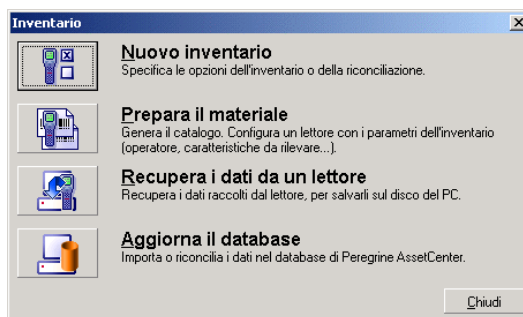 Inventario
Nuovo inventario
Specifica le opzioni dell'inventario o della riconciliazione.
Prepara il materiale
Genera il catalogo. Configura un lettore con i parametri dell'inventario
(operatore, caratteristiche da rilevare...).
Recupera i dati da un lettore
Recupera i dati raccolti dal lettore, per salvarli sul disco del PC.
Aggiorna il database
Importa o riconcilia i dati nel database di Peregrine AssetCenter.
Chiudi